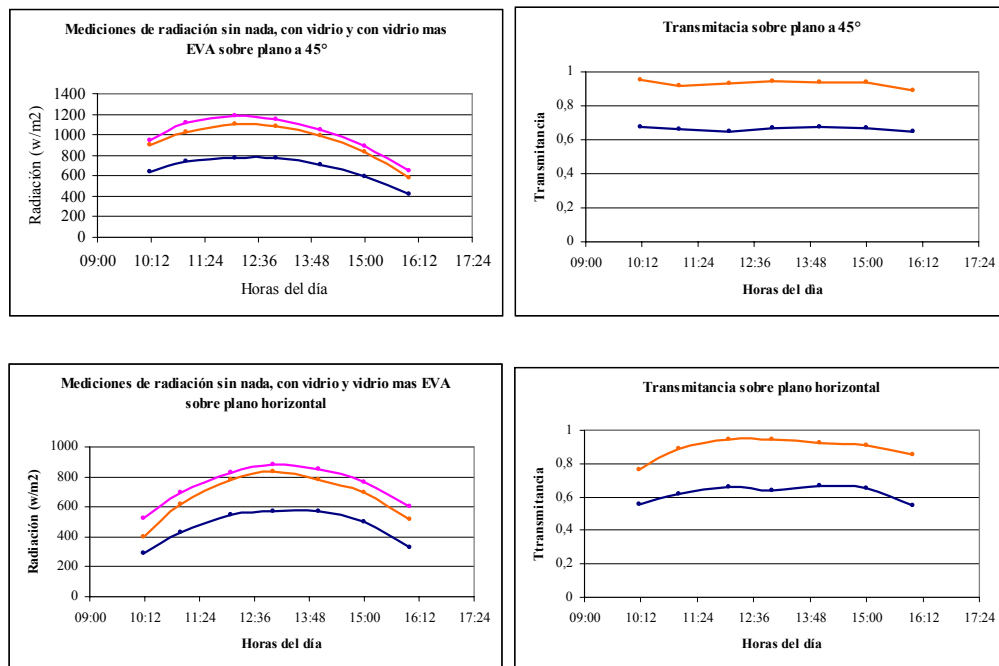 Mediciones de radiación sin nada, con vidrio y con vidrio mas
EVA sobre plano a 45°
Radiación (w/m2)
1400
1200
1000
800
600
400
200
0
09:00 10:12 11:24 12:36 13:48 15:00 16:12 17:24
Horas del día
Transmitacia sobre plano a 45°
Transmitancia
1
0,8
0,6
0,4
0,2
0
09:00 10:12 11:24 12:36 13:48 15:00 16:12 17:24
Horas del dìa
Mediciones de radiación sin nada, con vidrio y vidrio mas EVA
sobre plano horizontal
Radiación (w/m2)
1000
800
600
400
200
0
09:00 10:12 11:24 12:36 13:48 15:00 16:12 17:24
Horas del día
Transmitancia sobre plano horizontal
Ttransmitancia
1
0,8
0,6
0,4
0,2
0
09:00 10:12 11:24 12:36 13:48 15:00 16:12 17:24
Horas del día